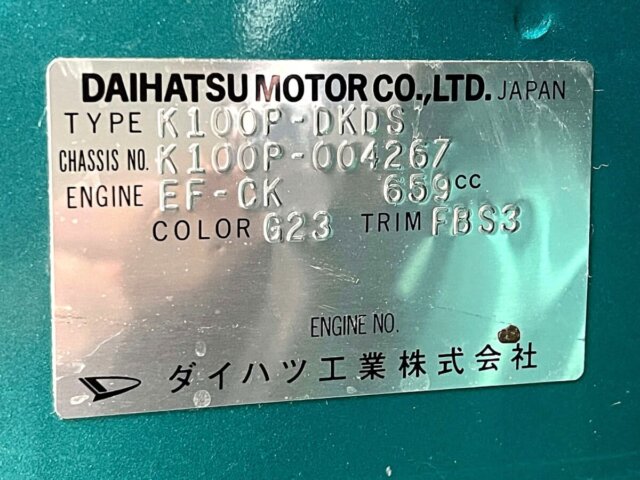 DAIHATSU MOTOR CO.,LTD. JAPAN
TYPE K100P-DKDS
CHASSIS NO. K100P-004267
ENGINE EF-CK 659cc
COLOR G23 TRIM FBS3
ENGINE NO.
ダイハツ工業株式会社